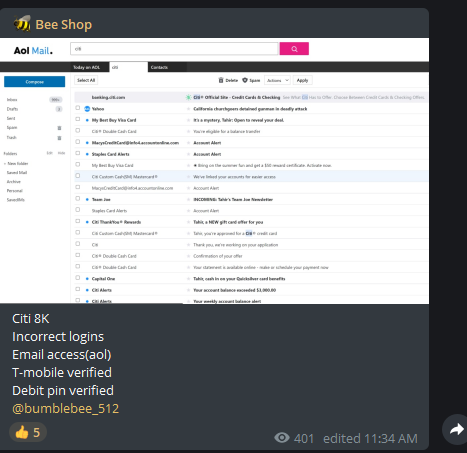 Bee Shop
Aol Mail.
citi
Today on AOL citi Contacts
Compose
Select All Delete Spam Actions Apply
Inbox 999+
Drafts
Sent
Spam
Trash
Folders Edit Hide
+ New folder
Saved Mail
Archive
Personal
SavedIMs
banking.citi.com Citi® Official Site - Credit Cards & Checking See What Citi Has to Offer. Choose Between Credit Cards & Checking
Yahoo California churchgoers detained gunman in deadly attack
My Best Buy Visa Card It's a mystery, Tahir: Open to reveal your deal.
Citi® Double Cash Card You're eligible for a balance transfer
MacysCreditCard@info4.accountonline.com Account Alert
Staples Card Alerts Account Alert
My Best Buy Visa Card Bring on the summer fun and get a $50 reward certificate. Activate now.
Citi Custom Cash(SM) Mastercard® We've linked your accounts for easier access
MacysCreditCard@info4.accountonline.com Account Alert
Team Joe INCOMING: Tahir's Team Joe Newsletter
Staples Card Alerts Account Alert
Citi ThankYou® Rewards Tahir, a NEW gift card offer for you
Citi Custom Cash(SM) Mastercard® Tahir, you're approved for a Citi® credit card
Citi Thank you, we're working on your application
Citi® Double Cash Card Confirmation of your offer
Citi® Double Cash Card Your statement is available online - make or schedule your payment now
Capital One Tahir, cash in on your Quicksilver card benefits
Citi Alerts Your account balance exceeded $3,000.00
Citi Alerts Your weekly account balance alert
Citi 8K
Incorrect logins
Email access(aol)
T-mobile verified
Debit pin verified
@bumblebee_512
👍 5
401 edited 11:34 AM